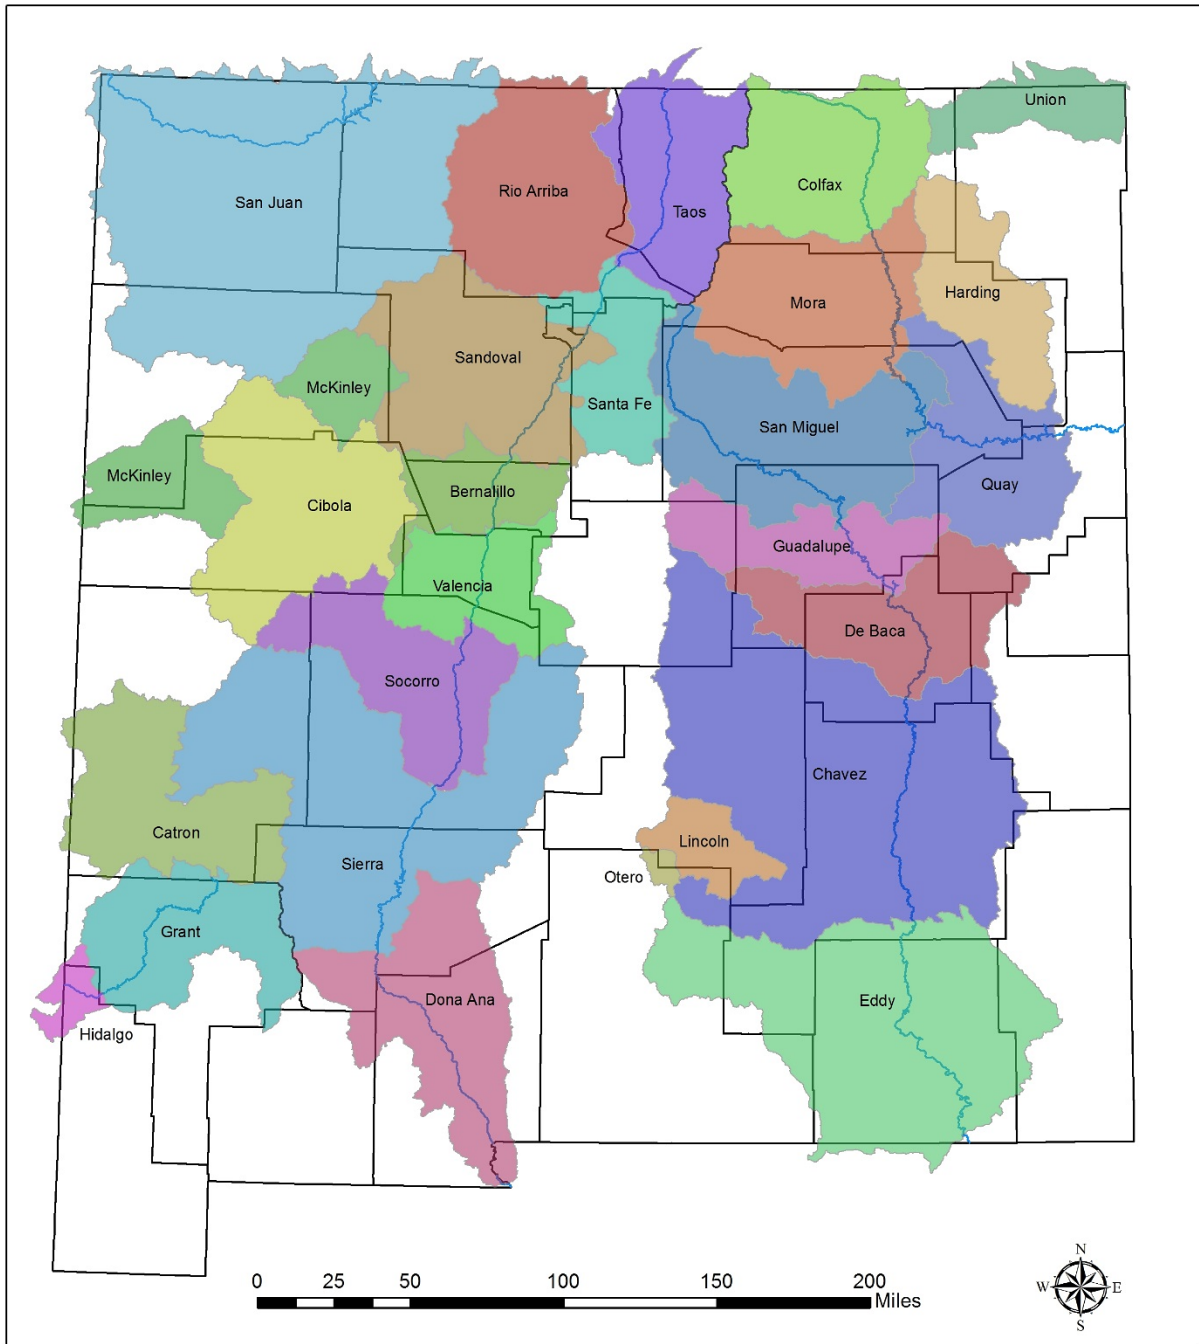 Union
San Juan
Rio Arriba
Taos
Colfax
Harding
Mora
Sandoval
McKinley
Santa Fe
San Miguel
McKinley
Cibola
Bernalillo
Quay
Guadalupe
Valencia
De Baca
Socorro
Chavez
Catron
Sierra
Lincoln
Otero
Grant
Dona Ana
Eddy
Hidalgo
0 25 50 100 150 200
Miles
N
W E
S